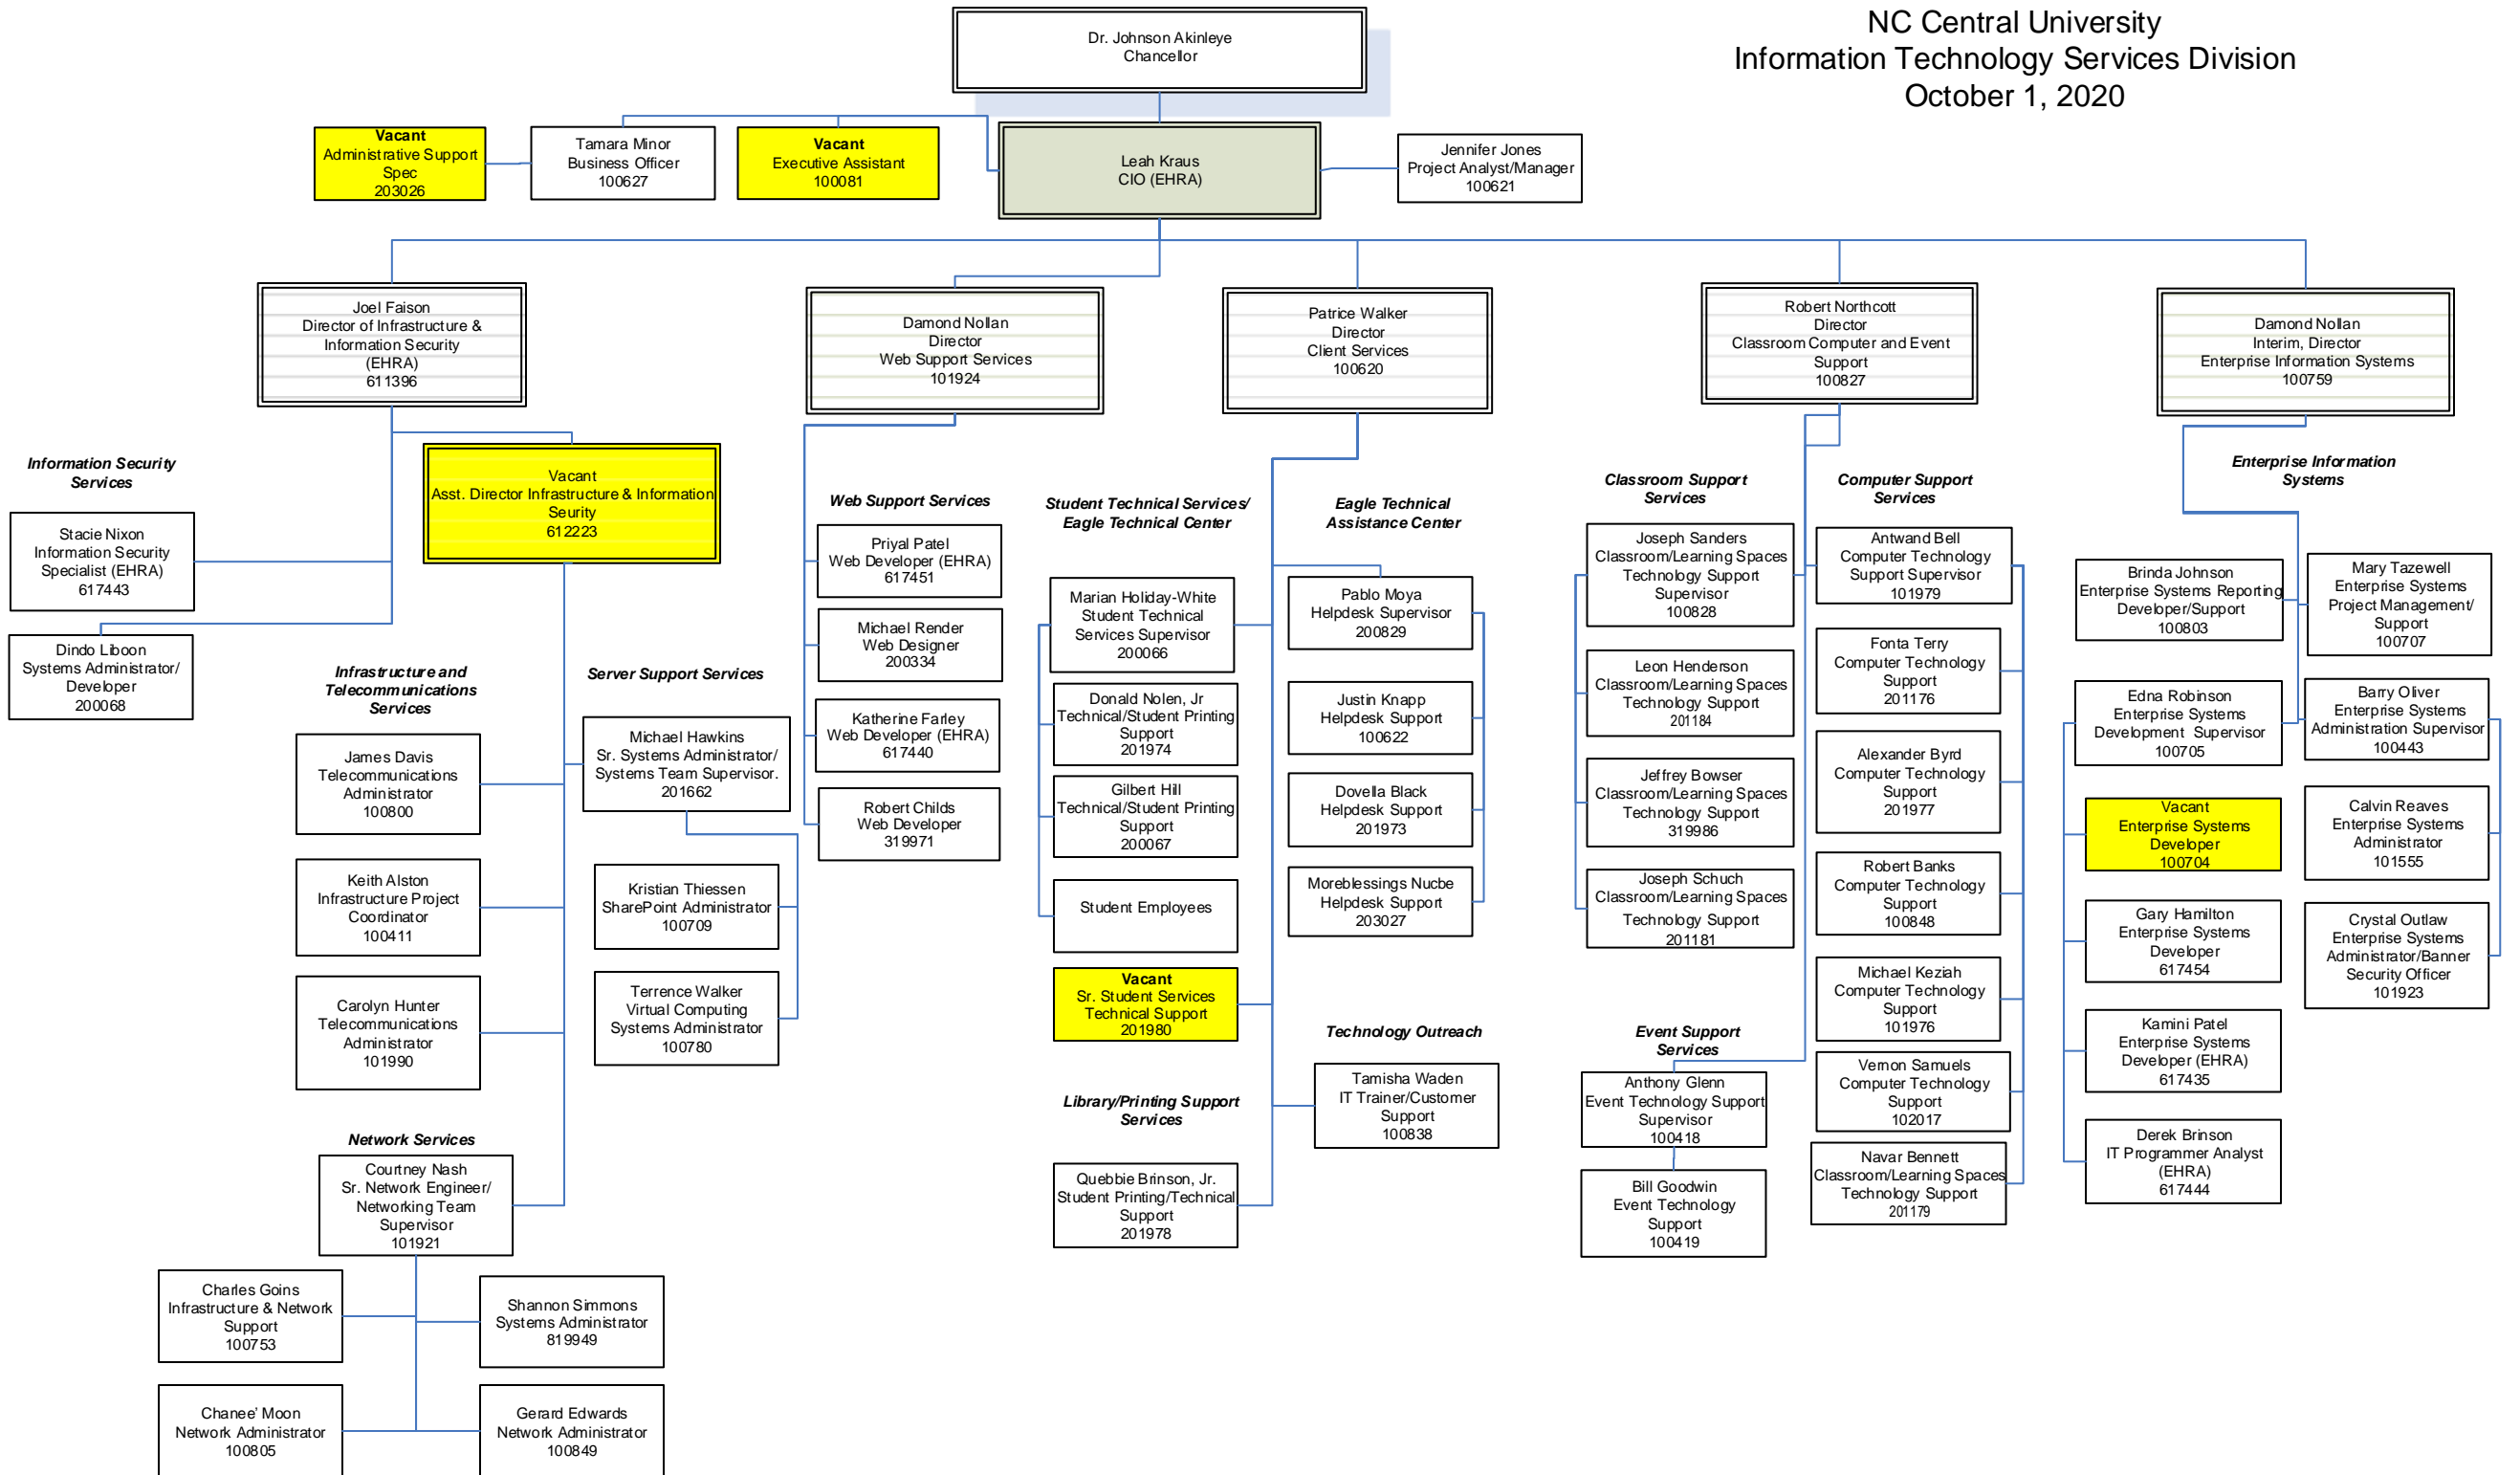 NC Central University
Information Technology Services Division
October 1, 2020
Dr. Johnson Akinleye
Chancellor
Vacant
Administrative Support
Spec
203026
Tamara Minor
Business Officer
100627
Vacant
Executive Assistant
100081
Leah Kraus
CIO (EHRA)
Jennifer Jones
Project Analyst/Manager
100621
Joel Faison
Director of Infrastructure &
Information Security
(EHRA)
611396
Damond Nollan
Director
Web Support Services
101924
Patrice Walker
Director
Client Services
100620
Robert Northcott
Director
Classroom Computer and Event
Support
100827
Damond Nollan
Interim, Director
Enterprise Information Systems
100759
Information Security
Services
Stacie Nixon
Information Security
Specialist (EHRA)
617443
Dindo Liboon
Systems Administrator/
Developer
200068
Vacant
Asst. Director Infrastructure & Information
Seurity
612223
Infrastructure and
Telecommunications
Services
James Davis
Telecommunications
Administrator
100800
Keith Alston
Infrastructure Project
Coordinator
100411
Carolyn Hunter
Telecommunications
Administrator
101990
Server Support Services
Michael Hawkins
Sr. Systems Administrator/
Systems Team Supervisor.
201662
Kristian Thiessen
SharePoint Administrator
100709
Terrence Walker
Virtual Computing
Systems Administrator
100780
Network Services
Courtney Nash
Sr. Network Engineer/
Networking Team
Supervisor
101921
Charles Goins
Infrastructure & Network
Support
100753
Shannon Simmons
Systems Administrator
819949
Chanee’ Moon
Network Administrator
100805
Gerard Edwards
Network Administrator
100849
Web Support Services
Priyal Patel
Web Developer (EHRA)
617451
Michael Render
Web Designer
200334
Katherine Farley
Web Developer (EHRA)
617440
Robert Childs
Web Developer
319971
Student Technical Services/
Eagle Technical Center
Marian Holiday-White
Student Technical
Services Supervisor
200066
Donald Nolen, Jr
Technical/Student Printing
Support
201974
Gilbert Hill
Technical/Student Printing
Support
200067
Student Employees
Vacant
Sr. Student Services
Technical Support
201980
Library/Printing Support
Services
Quebbie Brinson, Jr.
Student Printing/Technical
Support
201978
Eagle Technical
Assistance Center
Pablo Moya
Helpdesk Supervisor
200829
Justin Knapp
Helpdesk Support
100622
Dovella Black
Helpdesk Support
201973
Moreblessings Nucbe
Helpdesk Support
203027
Technology Outreach
Tamisha Waden
IT Trainer/Customer
Support
100838
Classroom Support
Services
Joseph Sanders
Classroom/Learning Spaces
Technology Support
Supervisor
100828
Leon Henderson
Classroom/Learning Spaces
Technology Support
201184
Jeffrey Bowser
Classroom/Learning Spaces
Technology Support
319986
Joseph Schuch
Classroom/Learning Spaces
Technology Support
201181
Event Support
Services
Anthony Glenn
Event Technology Support
Supervisor
100418
Bill Goodwin
Event Technology
Support
100419
Computer Support
Services
Antwand Bell
Computer Technology
Support Supervisor
101979
Fonta Terry
Computer Technology
Support
201176
Alexander Byrd
Computer Technology
Support
201977
Robert Banks
Computer Technology
Support
100848
Michael Keziah
Computer Technology
Support
101976
Vernon Samuels
Computer Technology
Support
102017
Navar Bennett
Classroom/Learning Spaces
Technology Support
201179
Enterprise Information
Systems
Brinda Johnson
Enterprise Systems Reporting
Developer/Support
100803
Mary Tazewell
Enterprise Systems
Project Management/
Support
100707
Edna Robinson
Enterprise Systems
Development Supervisor
100705
Barry Oliver
Enterprise Systems
Administration Supervisor
100443
Vacant
Enterprise Systems
Developer
100704
Calvin Reaves
Enterprise Systems
Administrator
101555
Gary Hamilton
Enterprise Systems
Developer
617454
Crystal Outlaw
Enterprise Systems
Administrator/Banner
Security Officer
101923
Kamini Patel
Enterprise Systems
Developer (EHRA)
617435
Derek Brinson
IT Programmer Analyst
(EHRA)
617444